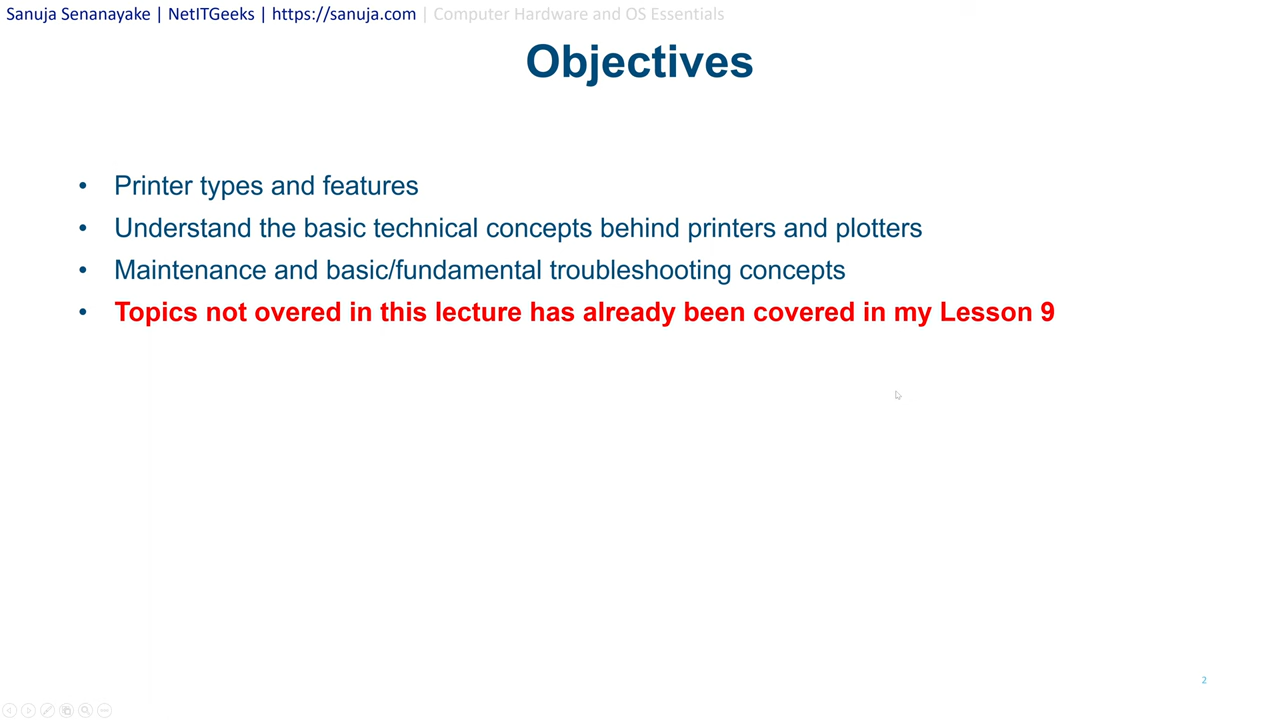 Sanuja Senanayake | NetITGeeks | https://sanuja.com | Computer Hardware and OS Essentials
Objectives
• Printer types and features
• Understand the basic technical concepts behind printers and plotters
• Maintenance and basic/fundamental troubleshooting concepts
• Topics not overed in this lecture has already been covered in my Lesson 9
2